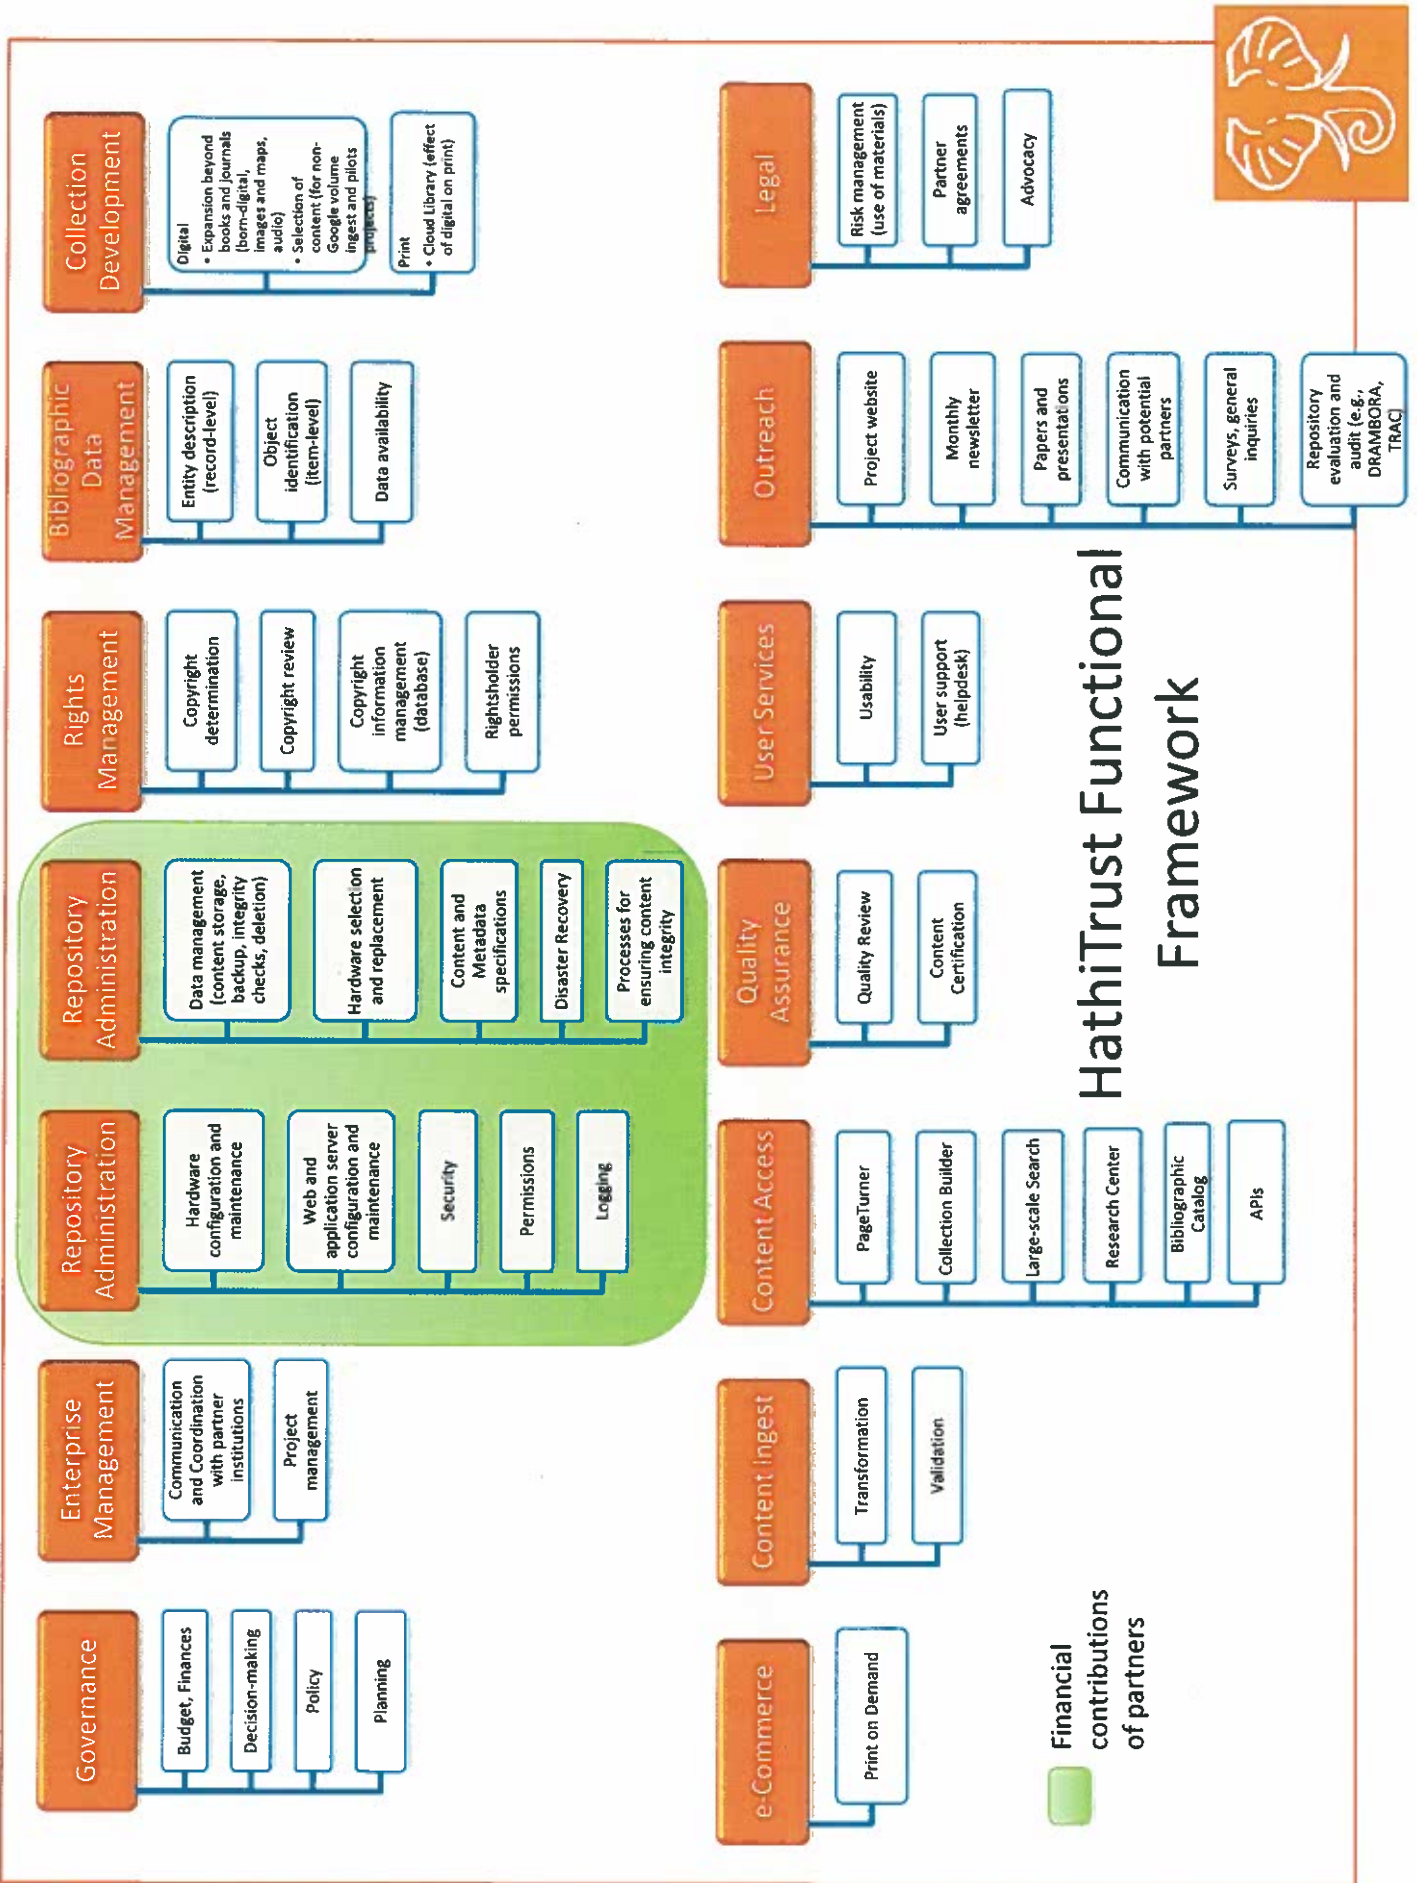 Governance
Budget, Finances
Decision-making
Policy
Planning
Enterprise
Management
Communication
and Coordination
with partner
institutions
Project
management
Repository
Administration
Hardware
configuration and
maintenance
Web and
application server
configuration and
maintenance
Security
Permissions
Logging
Repository
Administration
Data management
(content storage,
backup, integrity
checks, deletion)
Hardware selection
and replacement
Content and
Metadata
specifications
Disaster Recovery
Processes for
ensuring content
integrity
Rights
Management
Copyright
determination
Copyright review
Copyright
information
management
(database)
Rightsholder
permissions
Bibliographic
Data
Management
Entity description
(record-level)
Object
identification
(item-level)
Data availability
Collection
Development
Digital
• Expansion beyond
books and journals
(born-digital,
images and maps,
audio)
• Selection of
content (for non-
Google volume
ingest and pilots
projects)
Print
• Cloud Library (effect
of digital on print)
e-Commerce
Print on Demand
Content Ingest
Transformation
Validation
Content Access
PageTurner
Collection Builder
Large-scale Search
Research Center
Bibliographic
Catalog
APIs
Quality
Assurance
Quality Review
Content
Certification
User Services
Usability
User support
(helpdesk)
Outreach
Project website
Monthly
newsletter
Papers and
presentations
Communication
with potential
partners
Surveys, general
inquiries
Repository
evaluation and
audit (e.g.,
DRAMBORA,
TRAC)
Legal
Risk management
(use of materials)
Partner
agreements
Advocacy
Financial
contributions
of partners
HathiTrust Functional
Framework